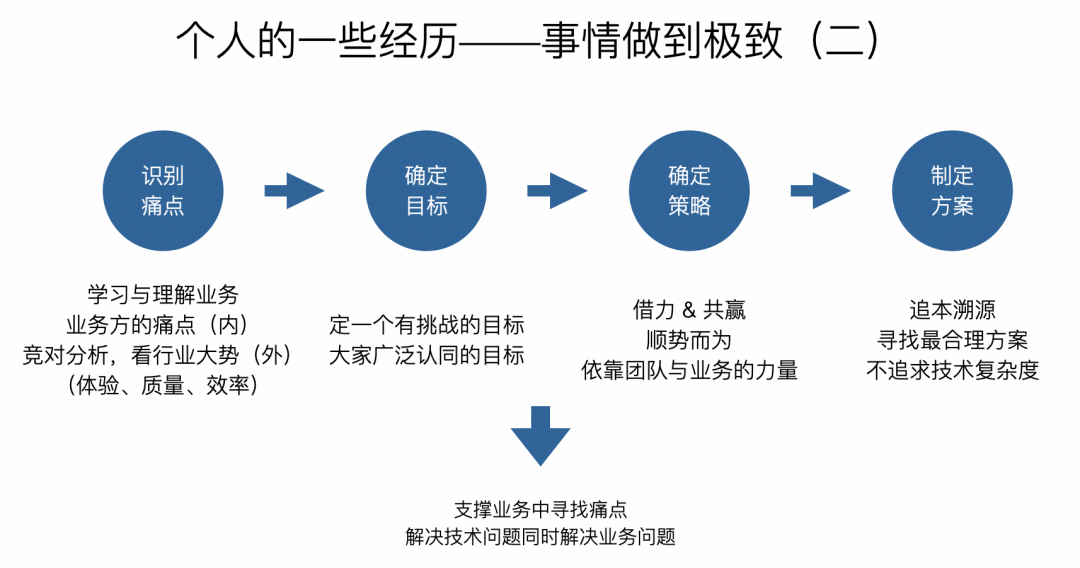 个人的一些经历——事情做到极致（二）
识别
痛点
确定
目标
确定
策略
制定
方案
学习与理解业务
业务方的痛点（内）
竞对分析，看行业大势（外）
（体验、质量、效率）
定一个有挑战的目标
大家广泛认同的目标
借力 & 共赢
顺势而为
依靠团队与业务的力量
追本溯源
寻找最合理方案
不追求技术复杂度
支撑业务中寻找痛点
解决技术问题同时解决业务问题